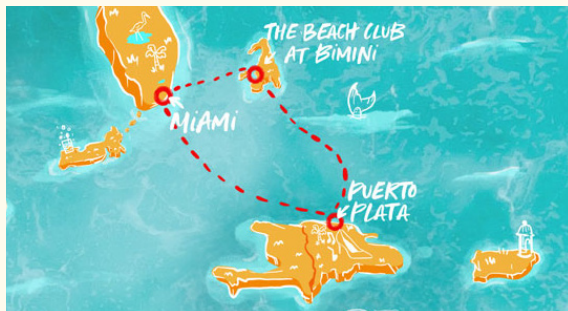 THE BEACH CLUB
AT BIMINI
MIAMI
PUERTO
PLATA